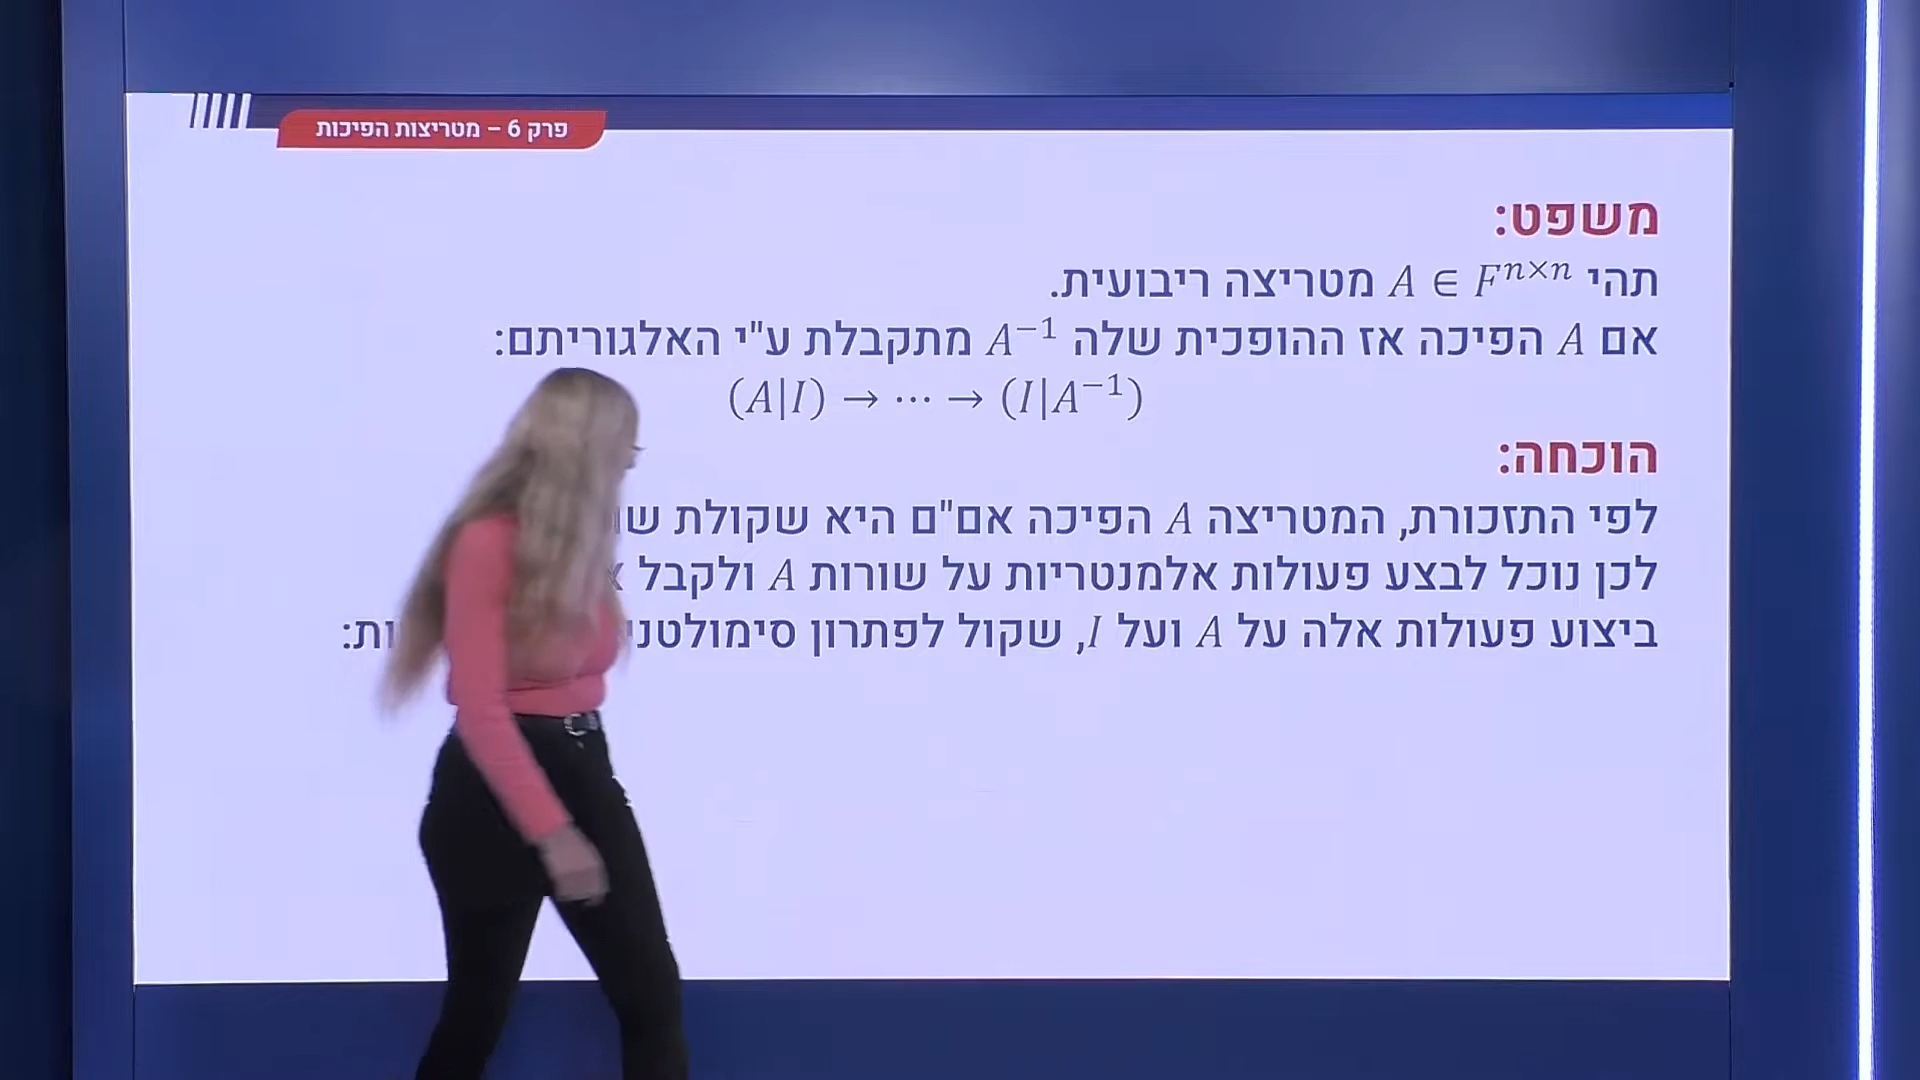 פרק 6 – מטריצות הפיכות
משפט:
תהי $A \in F^{n \times n}$ מטריצה ריבועית.
אם $A$ הפיכה אז ההופכית שלה $A^{-1}$ מתקבלת ע"י האלגוריתם:
$(A|I) \to \cdots \to (I|A^{-1})$
הוכחה:
לפי התזכורת, המטריצה $A$ הפיכה אם"ם היא שקולת
לכן נוכל לבצע פעולות אלמנטריות על שורות $A$ ולקבל
ביצוע פעולות אלה על $A$ ועל $I$, שקול לפתרון